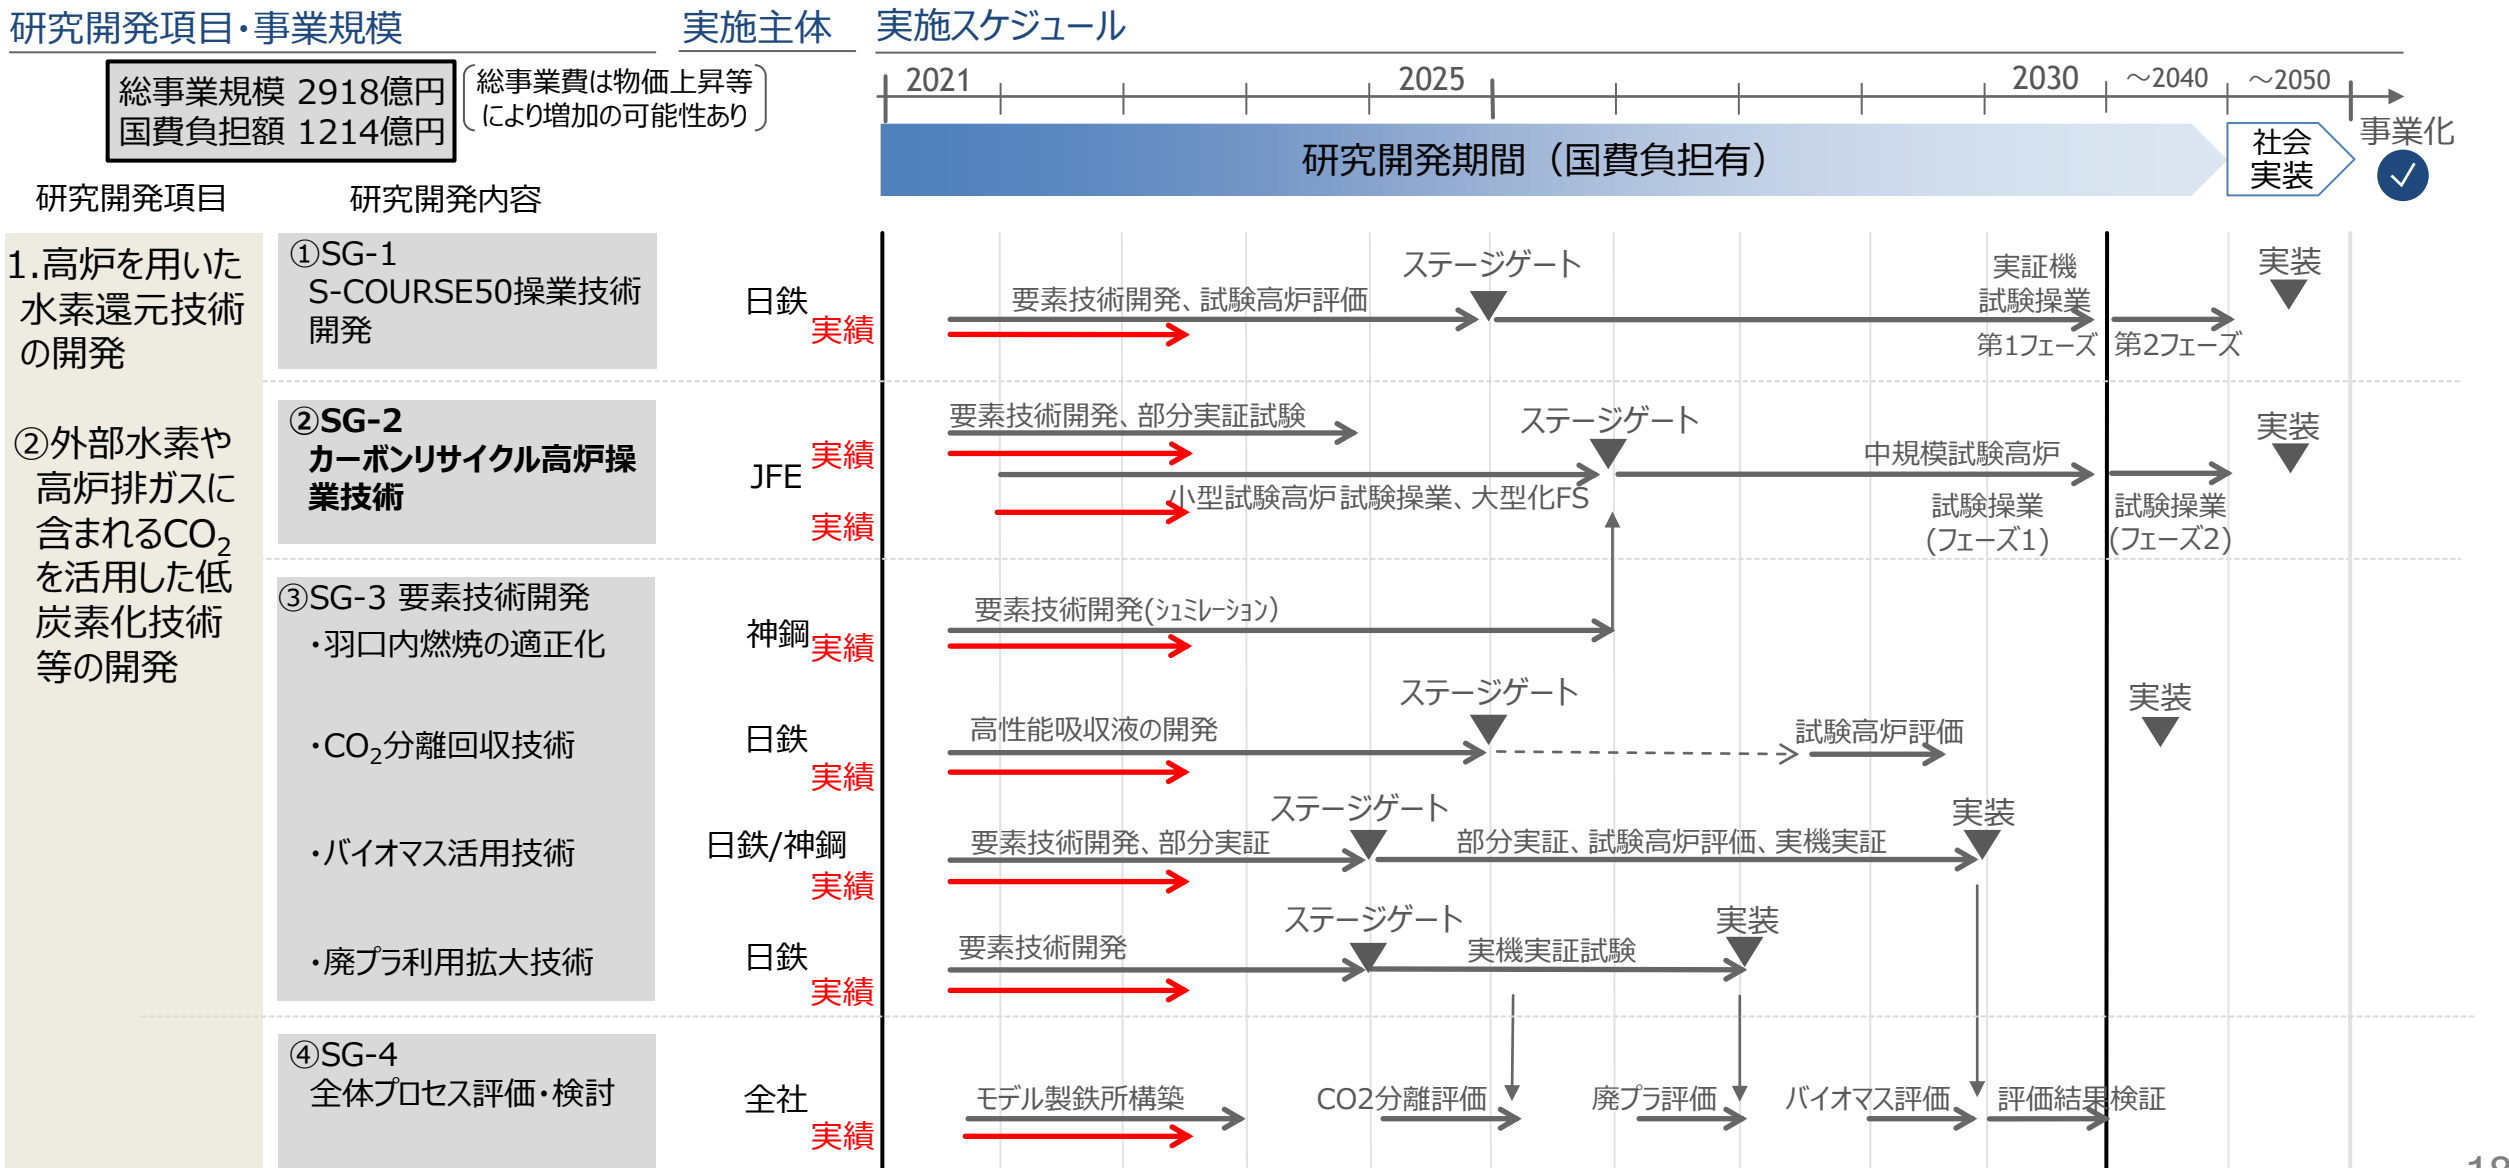 研究開発項目・事業規模
実施主体
実施スケジュール
総事業規模 2918億円
国費負担額 1214億円
総事業費は物価上昇等
により増加の可能性あり
2021
2025
2030
～2040
～2050
研究開発期間（国費負担有）
社会
実装
事業化
研究開発項目
研究開発内容
1.高炉を用いた
水素還元技術
の開発
②外部水素や
高炉排ガスに
含まれるCO2
を活用した低
炭素化技術
等の開発
①SG-1
S-COURSE50操業技術
開発
日鉄
実績
要素技術開発、試験高炉評価
ステージゲート
実証機
試験操業
第1フェーズ
第2フェーズ
実装
②SG-2
カーボンリサイクル高炉操
業技術
JFE
実績
実績
要素技術開発、部分実証試験
ステージゲート
小型試験高炉試験操業、大型化FS
中規模試験高炉
試験操業
(フェーズ1)
試験操業
(フェーズ2)
実装
③SG-3 要素技術開発
・羽口内燃焼の適正化
神鋼
実績
要素技術開発(シュミレーション)
・CO2分離回収技術
日鉄
実績
高性能吸収液の開発
ステージゲート
試験高炉評価
実装
・バイオマス活用技術
日鉄/神鋼
実績
要素技術開発、部分実証
ステージゲート
部分実証、試験高炉評価、実機実証
実装
・廃プラ利用拡大技術
日鉄
実績
要素技術開発
ステージゲート
実機実証試験
実装
④SG-4
全体プロセス評価・検討
全社
実績
モデル製鉄所構築
CO2分離評価
廃プラ評価
バイオマス評価
評価結果検証